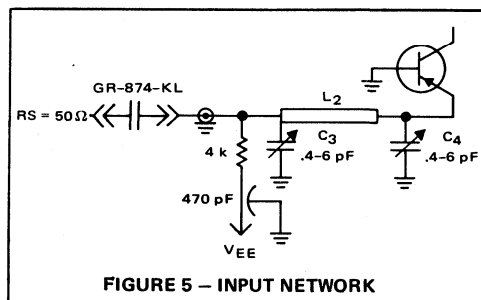 GR-874-KL
RS = 50Ω
L2
C3
.4-6 pF
C4
.4-6 pF
4 k
470 pF
VEE
FIGURE 5 – INPUT NETWORK